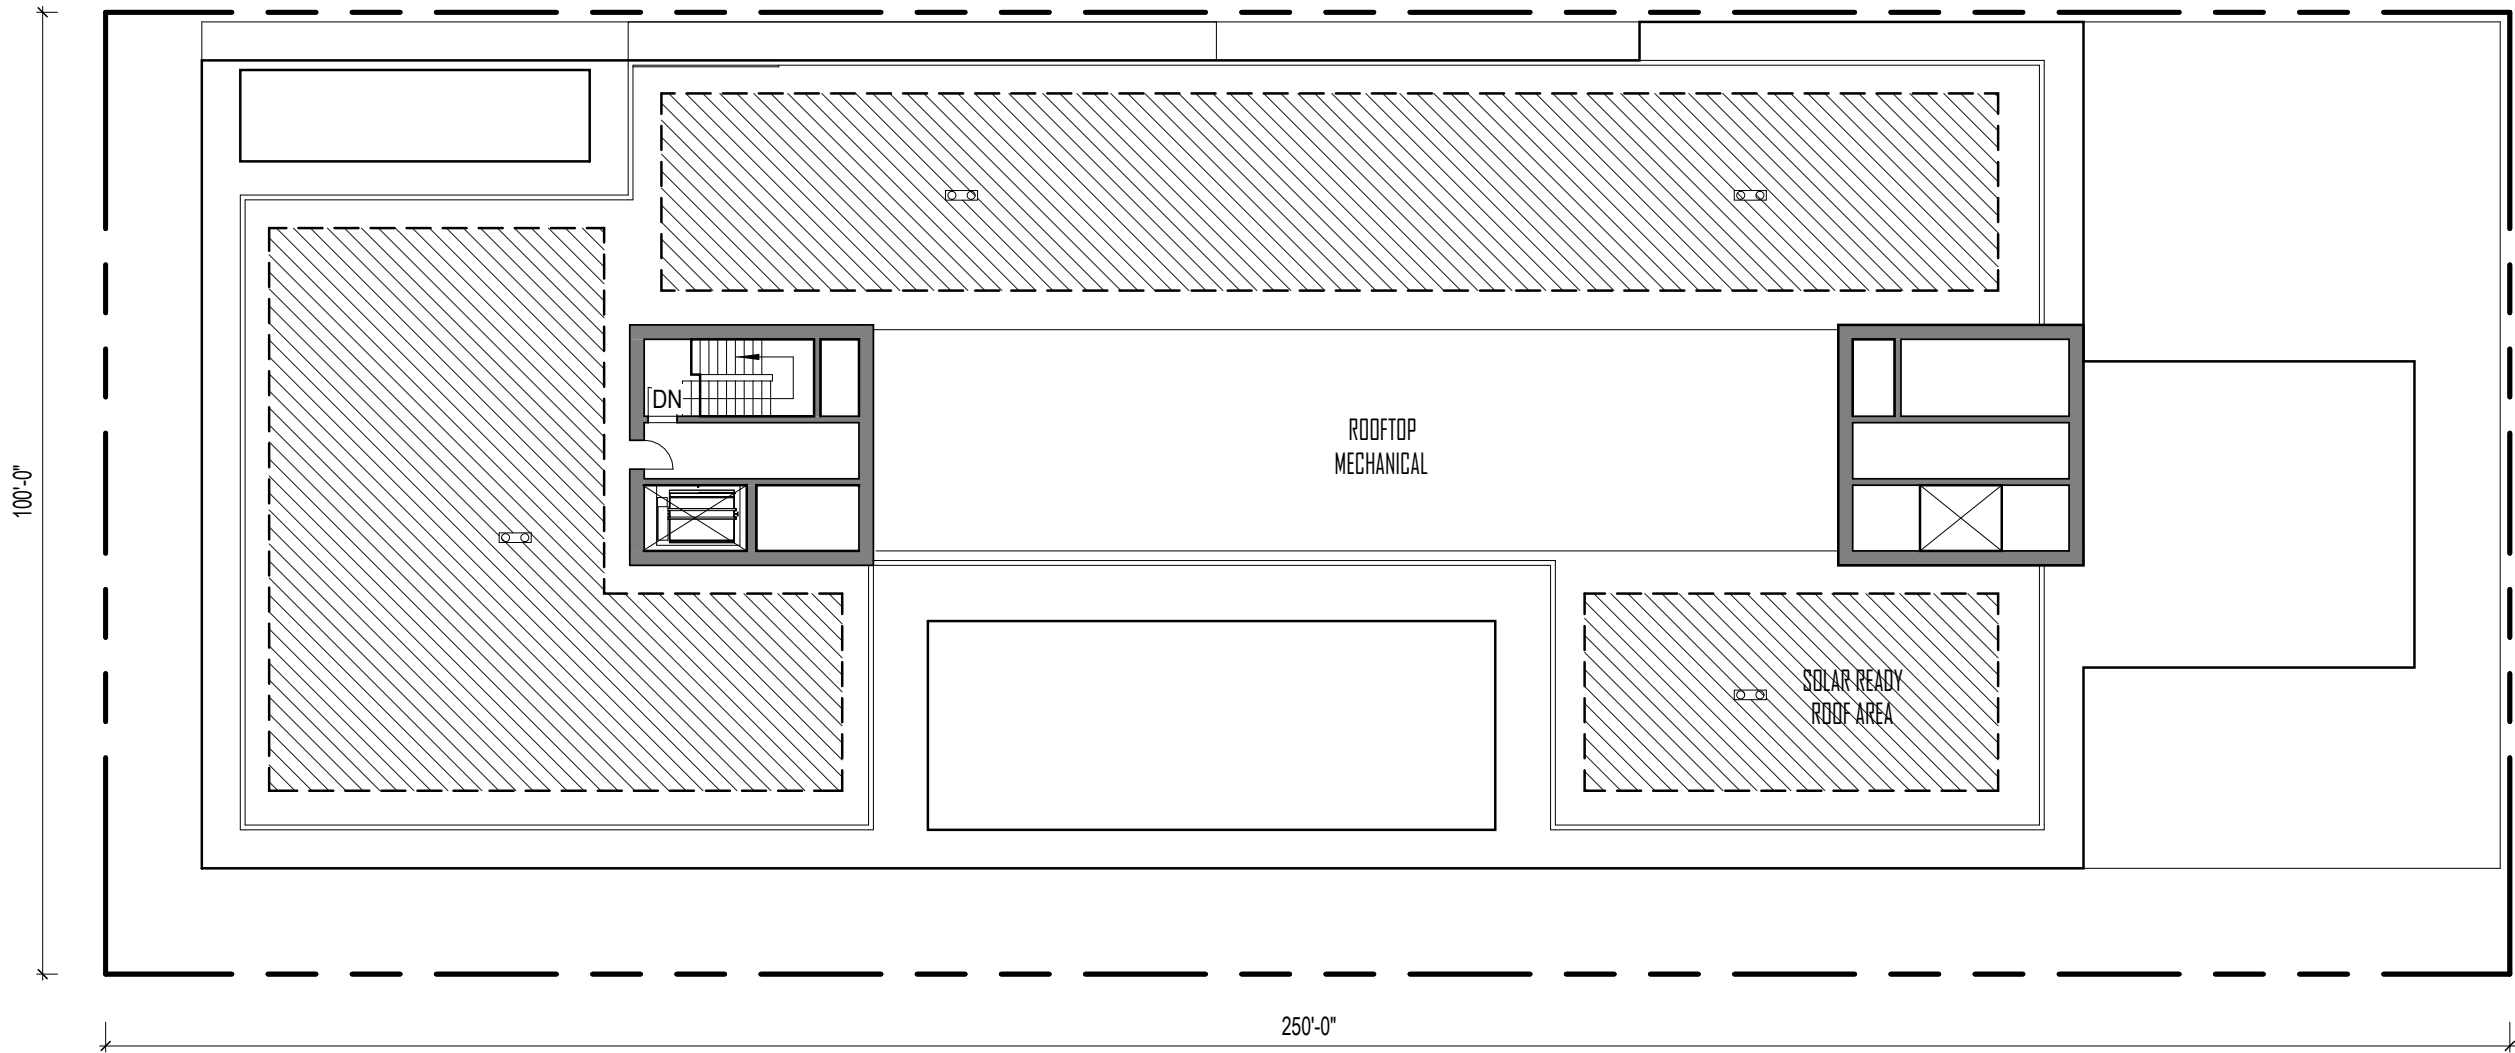 DN
ROOFTOP
MECHANICAL
100'-0"
SOLAR READY
ROOF AREA
250'-0"